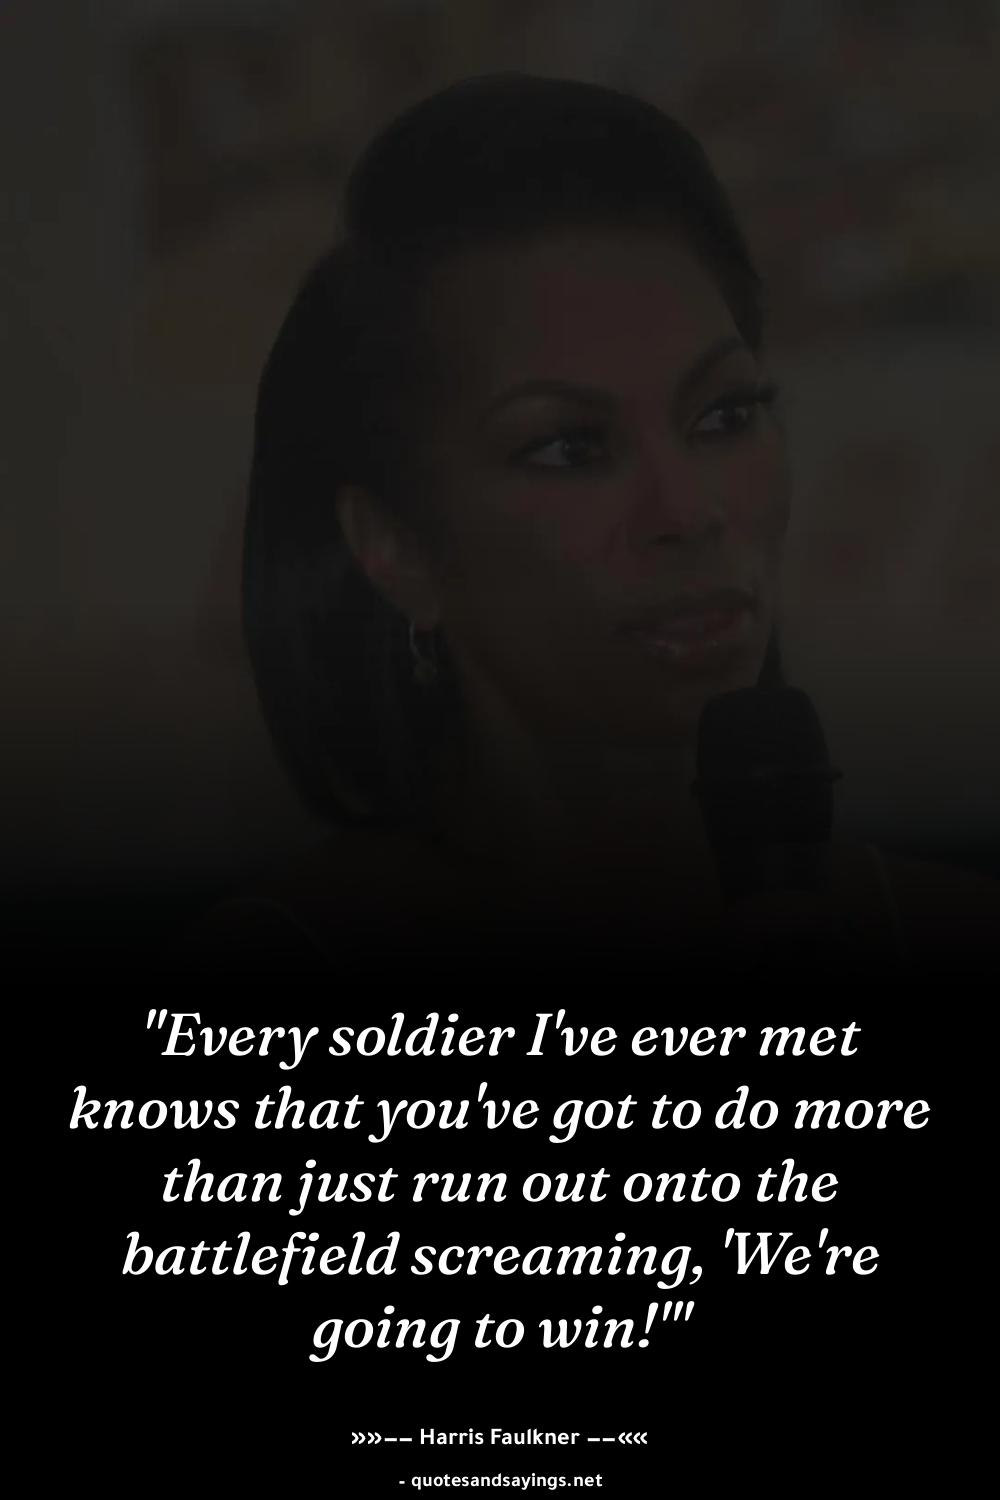 "Every soldier I've ever met
knows that you've got to do more
than just run out onto the
battlefield screaming, 'We're
going to win!'"
»»−− Harris Faulkner −−««
- quotesandsayings.net